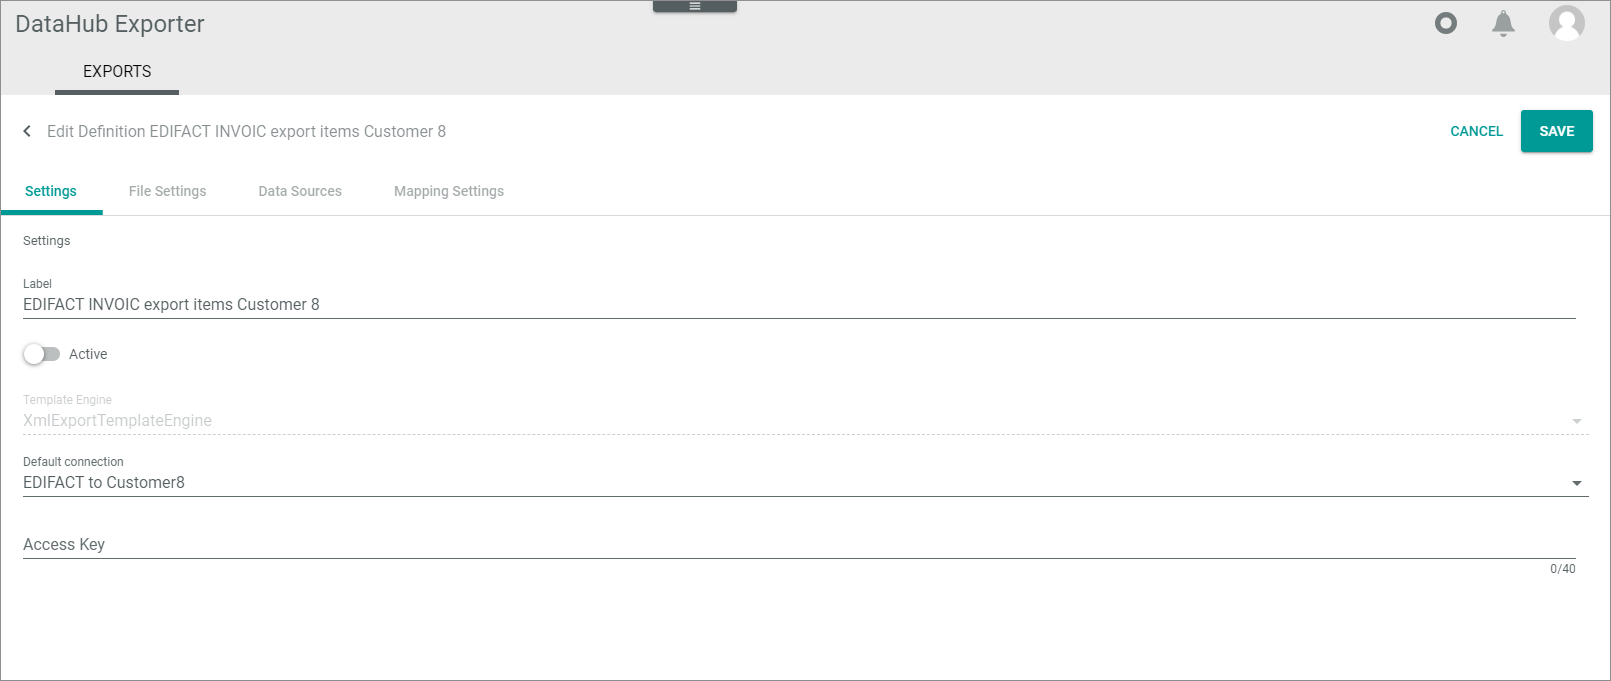 DataHub Exporter
EXPORTS
Edit Definition EDIFACT INVOIC export items Customer 8
CANCEL
SAVE
Settings
File Settings
Data Sources
Mapping Settings
Settings
Label
EDIFACT INVOIC export items Customer 8
Active
Template Engine
XmlExportTemplateEngine
Default connection
EDIFACT to Customer8
Access Key
0/40